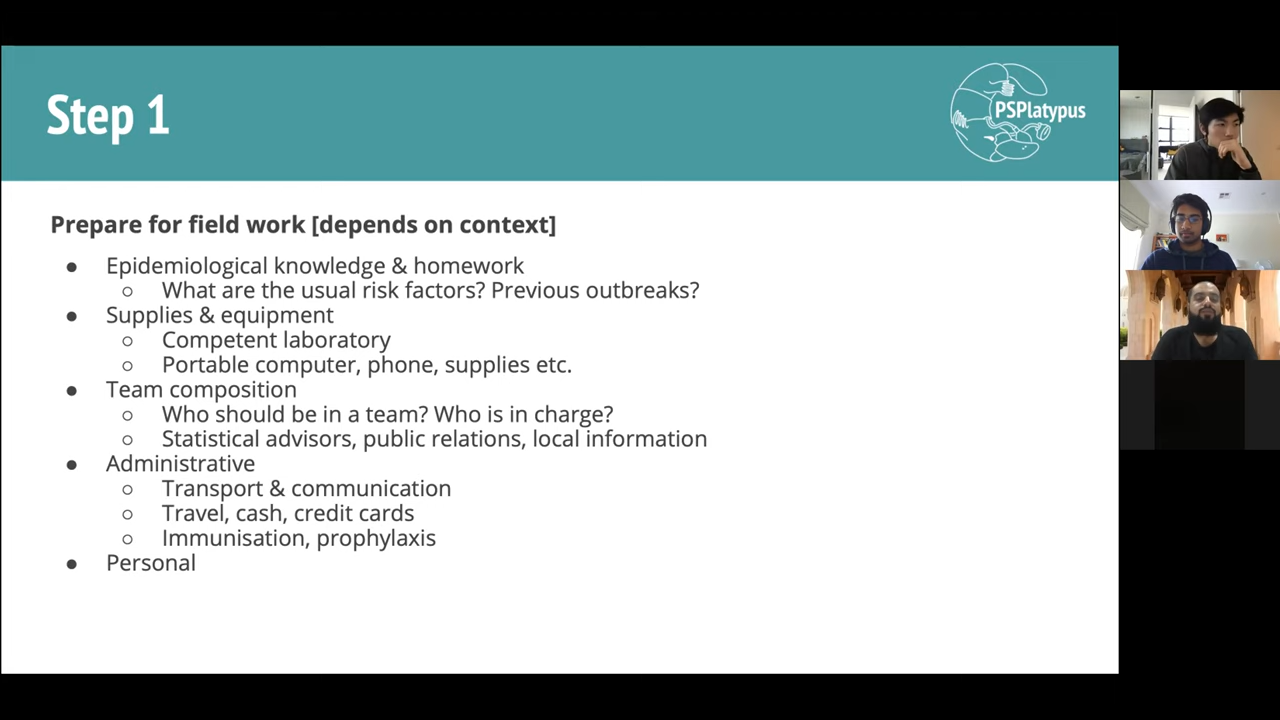 Step 1
PSPlatypus
Prepare for field work [depends on context]
● Epidemiological knowledge & homework
○ What are the usual risk factors? Previous outbreaks?
● Supplies & equipment
○ Competent laboratory
○ Portable computer, phone, supplies etc.
● Team composition
○ Who should be in a team? Who is in charge?
○ Statistical advisors, public relations, local information
● Administrative
○ Transport & communication
○ Travel, cash, credit cards
○ Immunisation, prophylaxis
● Personal